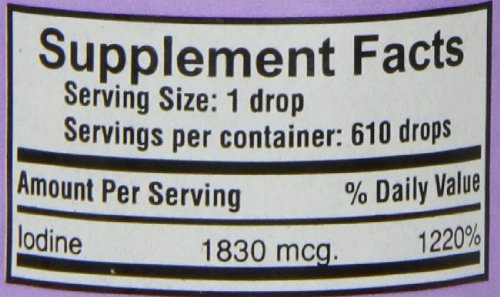 Supplement Facts
Serving Size: 1 drop
Servings per container: 610 drops
Amount Per Serving % Daily Value
Iodine 1830 mcg. 1220%